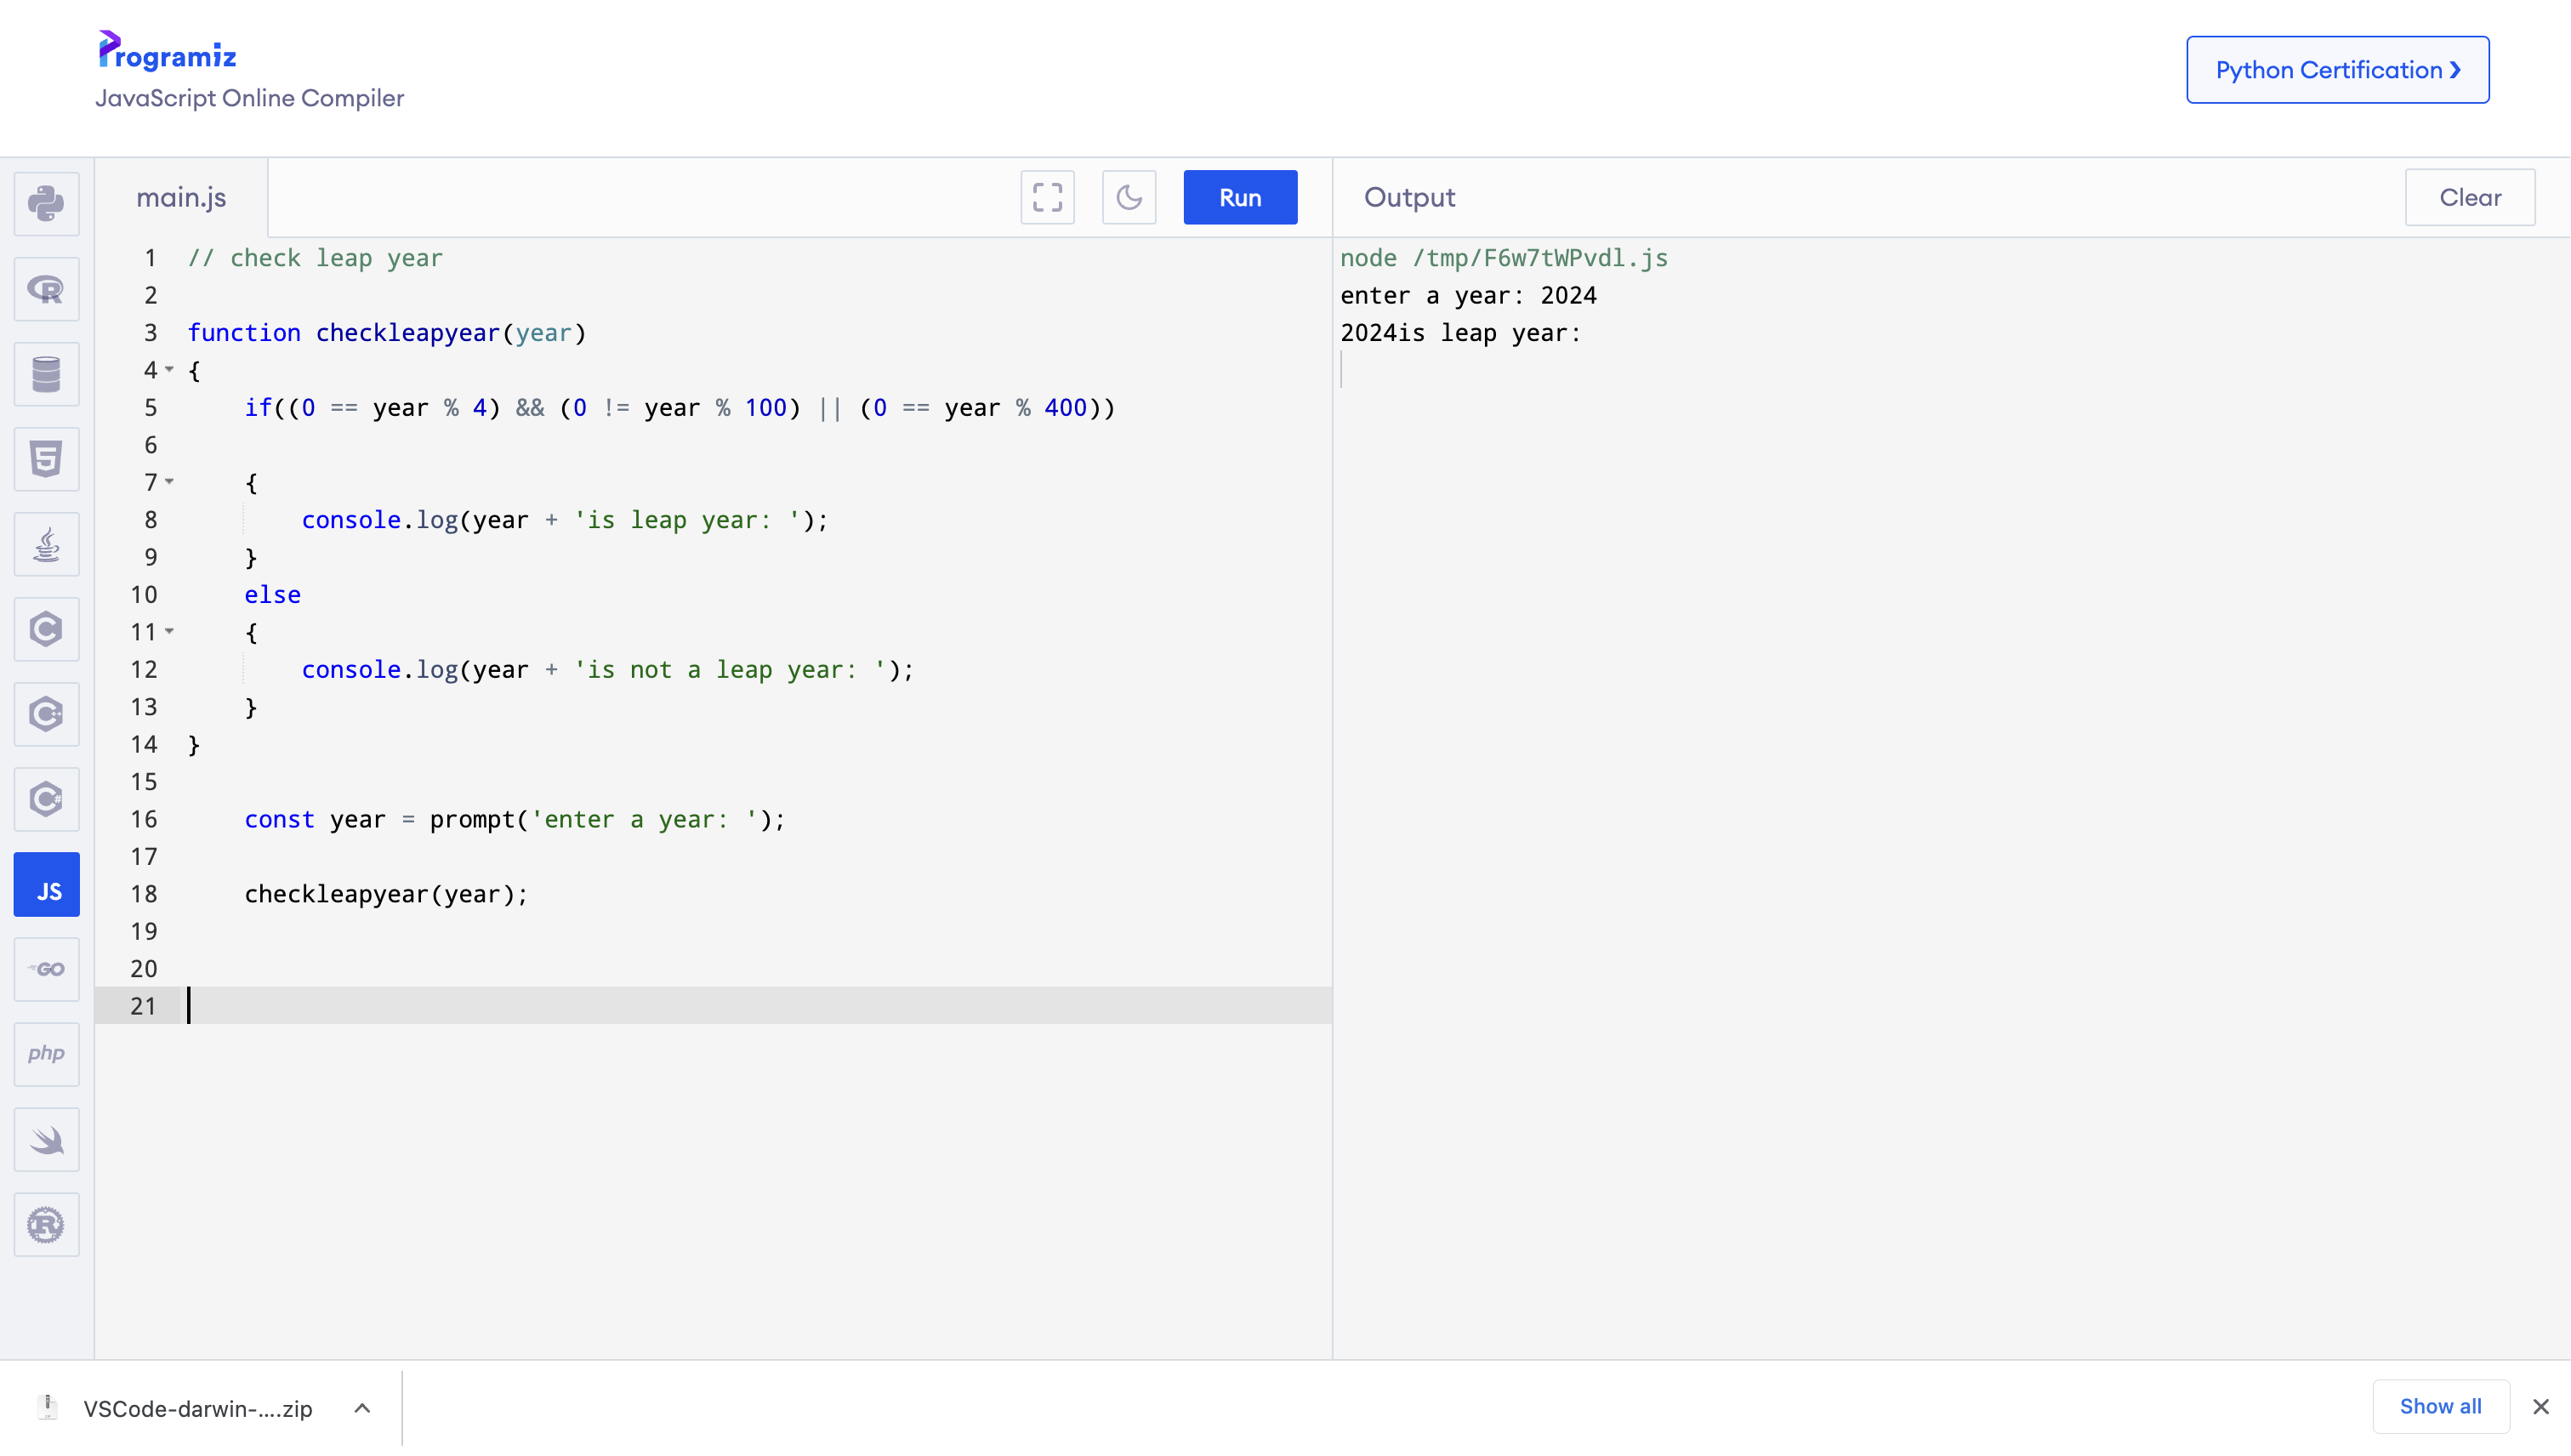 Programiz
JavaScript Online Compiler
Python Certification ❯
main.js
Run
Output
Clear
1 // check leap year
2
3 function checkleapyear(year)
4 {
5     if((0 == year % 4) && (0 != year % 100) || (0 == year % 400))
6
7     {
8         console.log(year + 'is leap year: ');
9     }
10     else
11     {
12         console.log(year + 'is not a leap year: ');
13     }
14 }
15
16     const year = prompt('enter a year: ');
17
18     checkleapyear(year);
19
20
21
node /tmp/F6w7tWPvdl.js
enter a year: 2024
2024is leap year:
R
5
C
C++
C#
JS
GO
php
R
VSCode-darwin-....zip
Show all